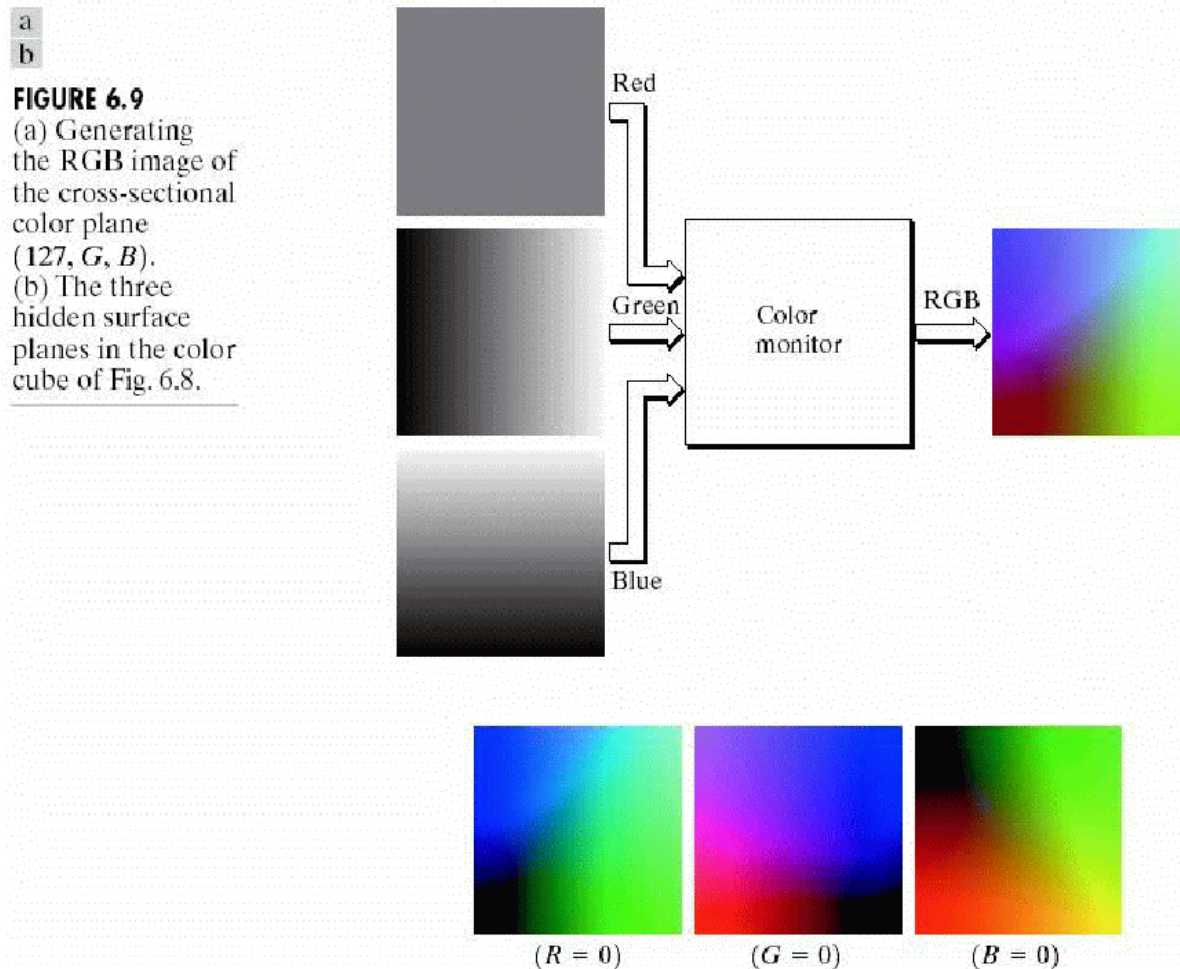 a
b
FIGURE 6.9
(a) Generating
the RGB image of
the cross-sectional
color plane
(127, G, B).
(b) The three
hidden surface
planes in the color
cube of Fig. 6.8.
Red
Green
Blue
Color
monitor
RGB
(R = 0)
(G = 0)
(B = 0)